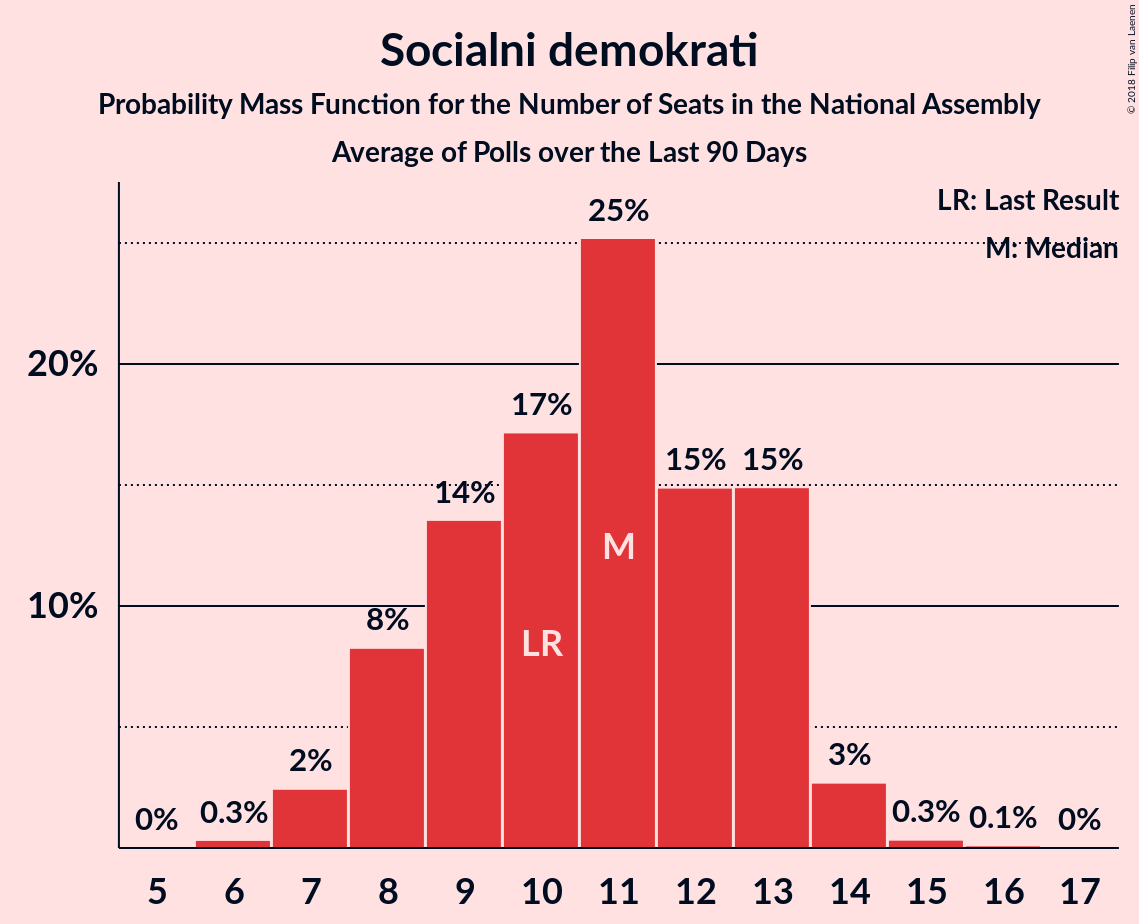 Socialni demokrati
Probability Mass Function for the Number of Seats in the National Assembly
Average of Polls over the Last 90 Days
© 2018 Filip van Laenen
LR: Last Result
M: Median
20%
10%
0%
0.3%
2%
8%
14%
17%
25%
15%
15%
3%
0.3%
0.1%
0%
LR
M
5 6 7 8 9 10 11 12 13 14 15 16 17